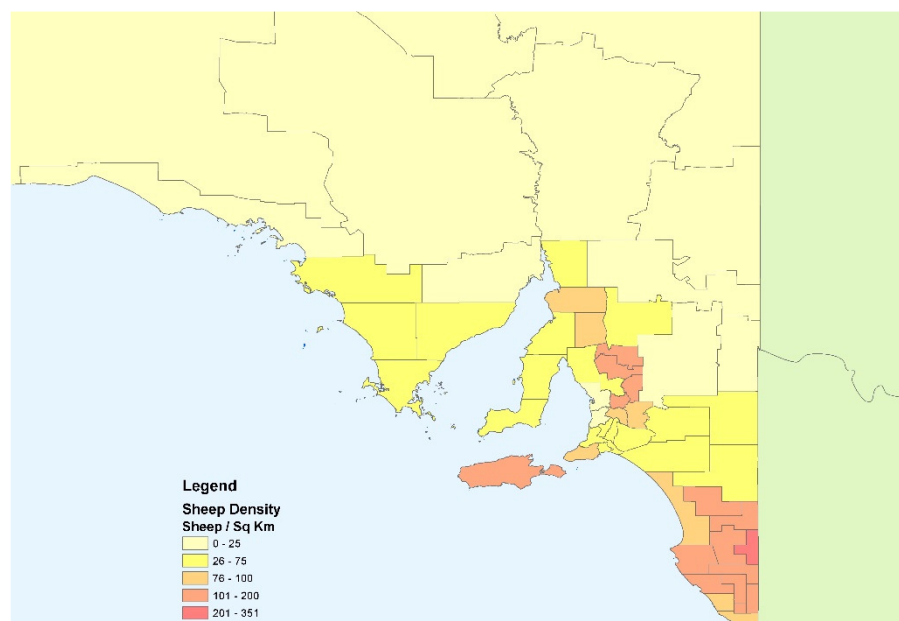 Legend
Sheep Density
Sheep / Sq Km
0 - 25
26 - 75
76 - 100
101 - 200
201 - 351